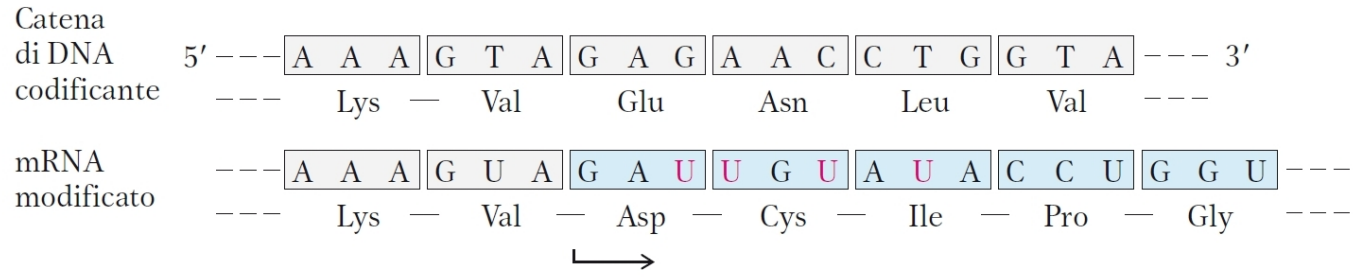 Catena
di DNA
codificante
5′ – – – A A A G T A G A G A A C C T G G T A – – – 3′
– – – Lys — Val Glu Asn Leu Val – – –
mRNA
modificato
– – – A A A G U A G A U U G U A U A C C U G G U – – –
– – – Lys — Val — Asp — Cys — Ile — Pro — Gly – – –